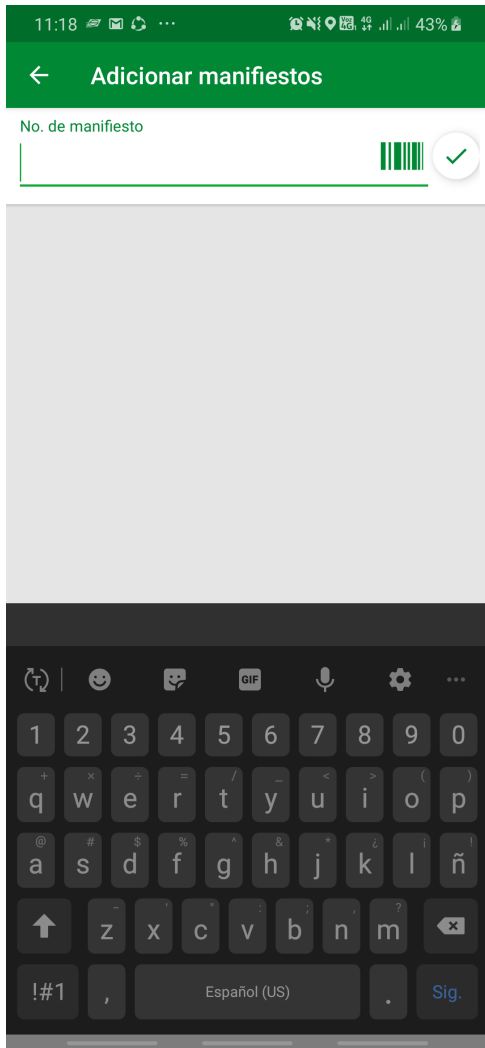 11:18 43%
Adicionar manifiestos
No. de manifiesto
GIF
1 2 3 4 5 6 7 8 9 0
+ × ÷ = / _ < > ( )
q w e r t y u i o p
@ # $ % ^ & * ¿ ¡ !
a s d f g h j k l ñ
- ' " : ; , ?
z x c v b n m
!#1 , Español (US) . Sig.